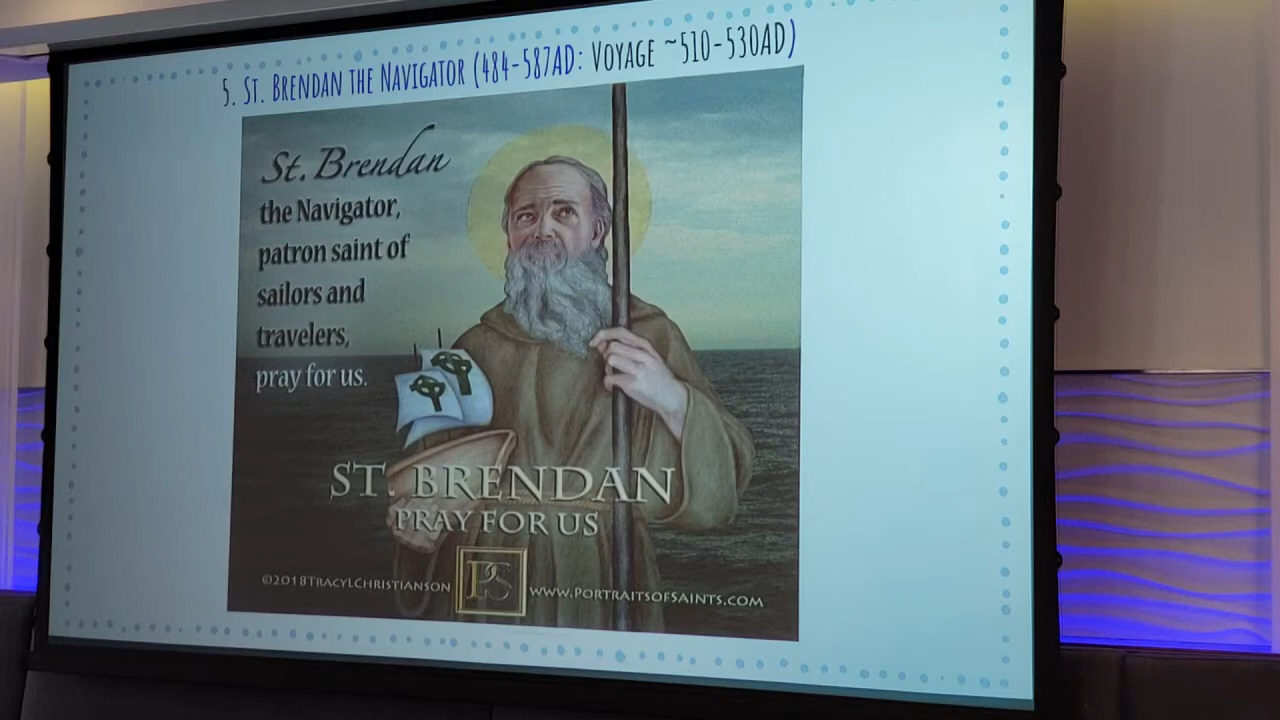 5. ST. BRENDAN THE NAVIGATOR (484-587AD: VOYAGE ~510-530AD)
St. Brendan
the Navigator,
patron saint of
sailors and
travelers,
pray for us.
ST. BRENDAN
PRAY FOR US
©2018TRACYLCHRISTIANSON PS WWW.PORTRAITSOFSAINTS.COM